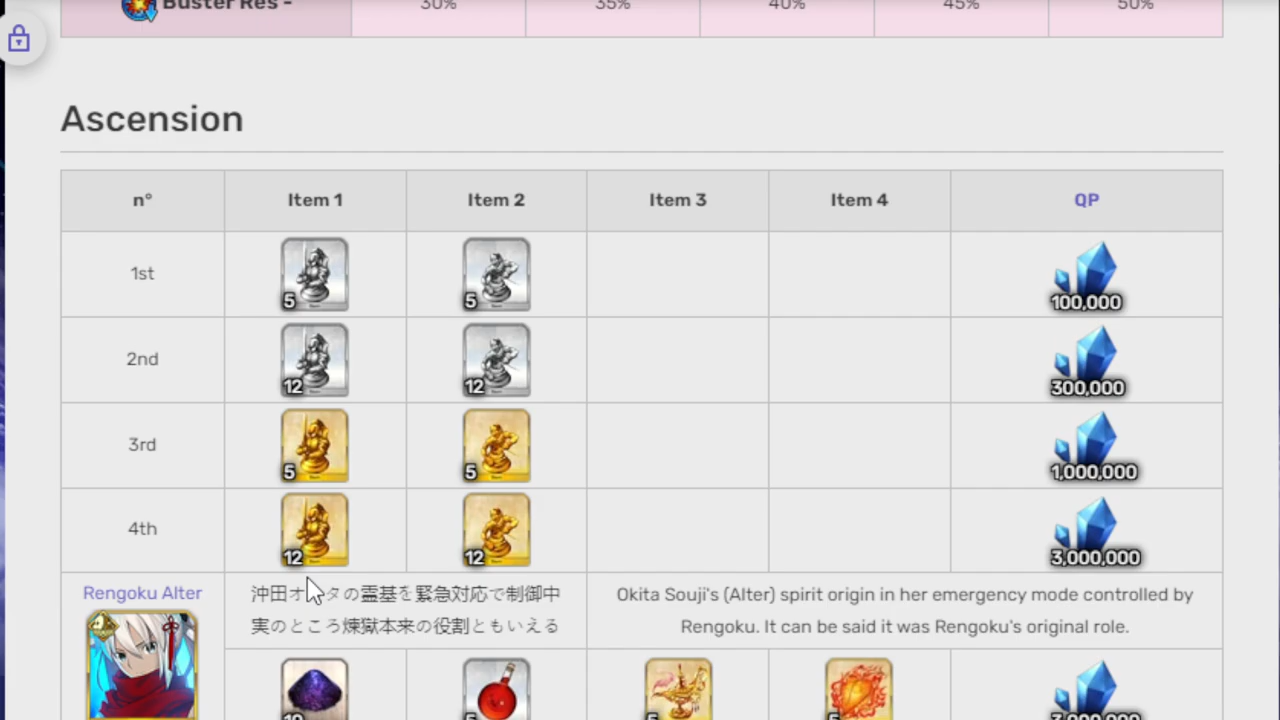 Buster Res - 30% 35% 40% 45% 50%
Ascension
n° Item 1 Item 2 Item 3 Item 4 QP
1st 5 5 100,000
2nd 12 12 300,000
3rd 5 5 1,000,000
4th 12 12 3,000,000
Rengoku Alter
沖田オ タの霊基を緊急対応で制御中
実のところ煉獄本来の役割ともいえる
Okita Souji's (Alter) spirit origin in her emergency mode controlled by
Rengoku. It can be said it was Rengoku's original role.